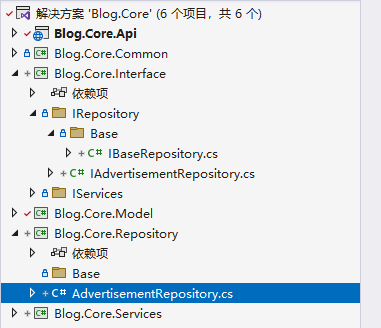 解决方案 'Blog.Core' (6 个项目，共 6 个)
Blog.Core.Api
Blog.Core.Common
Blog.Core.Interface
依赖项
IRepository
Base
IBaseRepository.cs
IAdvertisementRepository.cs
IServices
Blog.Core.Model
Blog.Core.Repository
依赖项
Base
AdvertisementRepository.cs
Blog.Core.Services